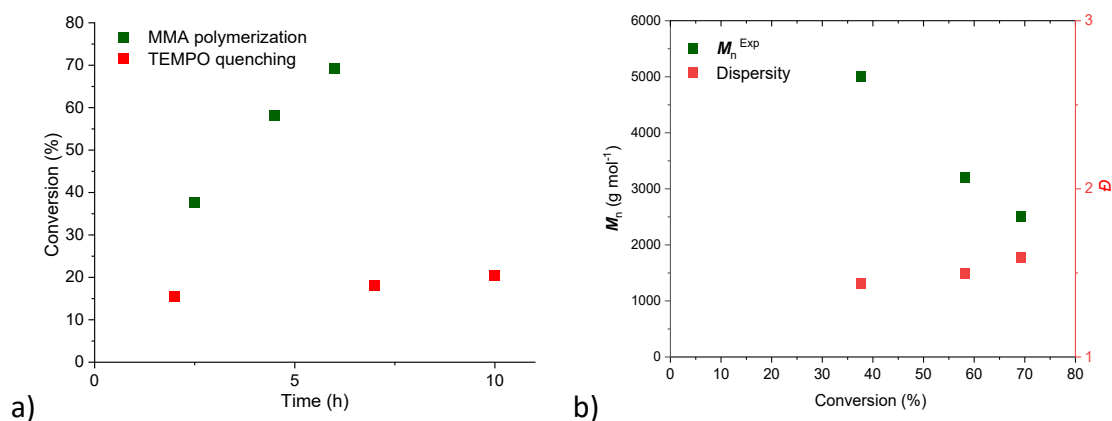 80
70
60
50
40
30
20
10
0
Conversion (%)
MMA polymerization
TEMPO quenching
0 5 10
Time (h)
a)
6000
5000
4000
3000
2000
1000
0
Mₙ (g mol⁻¹)
Mₙ Exp
Dispersity
3
2
1
Đ
0 10 20 30 40 50 60 70 80
Conversion (%)
b)